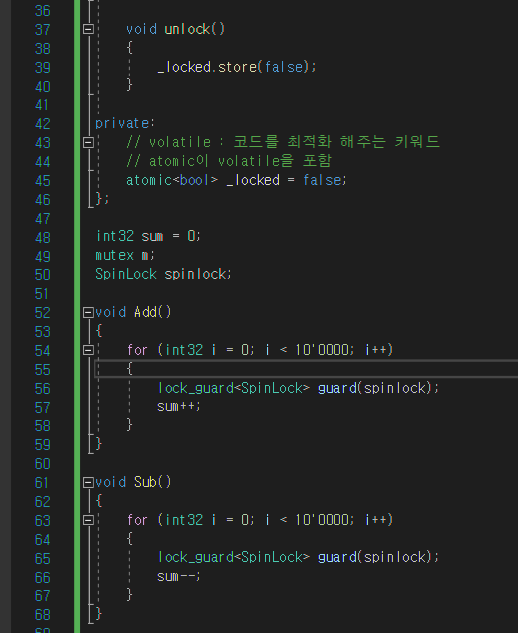 36
37 void unlock()
38 {
39 _locked.store(false);
40 }
41
42 private:
43 // volatile : 코드를 최적화 해주는 키워드
44 // atomic이 volatile을 포함
45 atomic<bool> _locked = false;
46 };
47
48 int32 sum = 0;
49 mutex m;
50 SpinLock spinlock;
51
52 void Add()
53 {
54 for (int32 i = 0; i < 10'0000; i++)
55 {
56 lock_guard<SpinLock> guard(spinlock);
57 sum++;
58 }
59 }
60
61 void Sub()
62 {
63 for (int32 i = 0; i < 10'0000; i++)
64 {
65 lock_guard<SpinLock> guard(spinlock);
66 sum--;
67 }
68 }